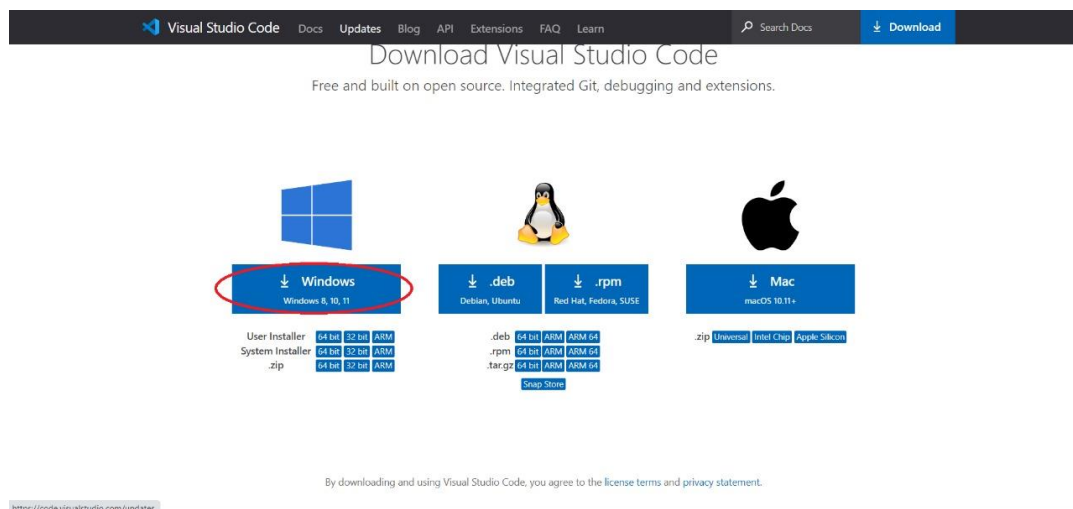 Visual Studio Code Docs Updates Blog API Extensions FAQ Learn Search Docs Download
Download Visual Studio Code
Free and built on open source. Integrated Git, debugging and extensions.
Windows
Windows 8, 10, 11
User Installer 64 bit 32 bit ARM
System Installer 64 bit 32 bit ARM
.zip 64 bit 32 bit ARM
.deb .rpm
Debian, Ubuntu Red Hat, Fedora, SUSE
.deb 64 bit ARM ARM 64
.rpm 64 bit ARM ARM 64
.tar.gz 64 bit ARM ARM 64
Snap Store
Mac
macOS 10.11+
.zip Universal Intel Chip Apple Silicon
By downloading and using Visual Studio Code, you agree to the license terms and privacy statement.
https://code.visualstudio.com/updates